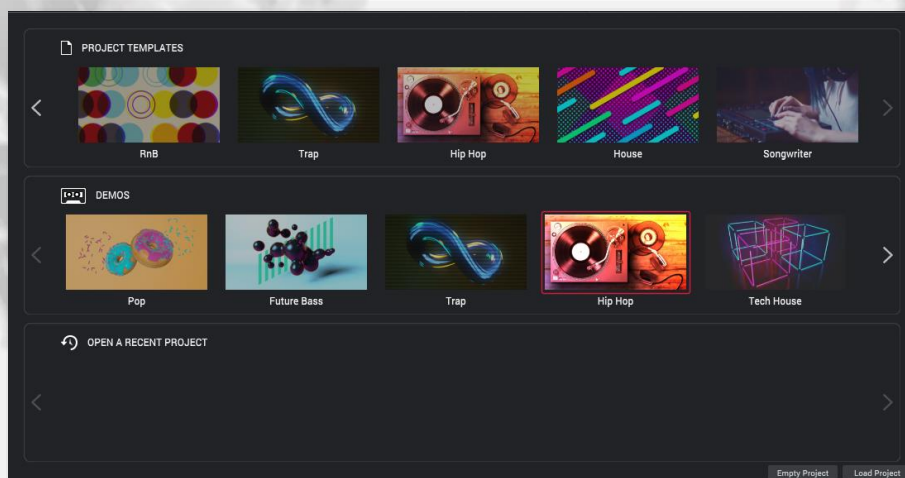 PROJECT TEMPLATES
RnB Trap Hip Hop House Songwriter
DEMOS
Pop Future Bass Trap Hip Hop Tech House
OPEN A RECENT PROJECT
Empty Project Load Project